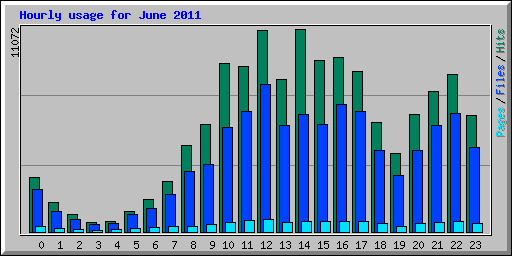 Hourly usage for June 2011
11072
Pages/Files/Hits
0 1 2 3 4 5 6 7 8 9 10 11 12 13 14 15 16 17 18 19 20 21 22 23